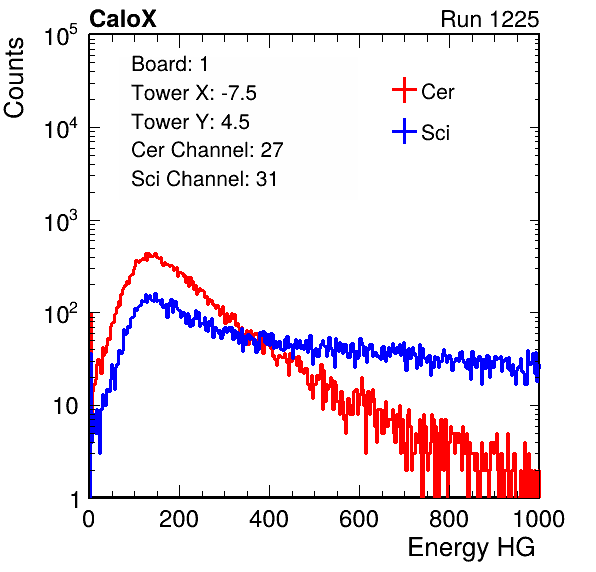 CaloX Run 1225
Counts
Board: 1
Tower X: -7.5
Tower Y: 4.5
Cer Channel: 27
Sci Channel: 31
Cer
Sci
10^5
10^4
10^3
10^2
10
1
0 200 400 600 800 1000
Energy HG